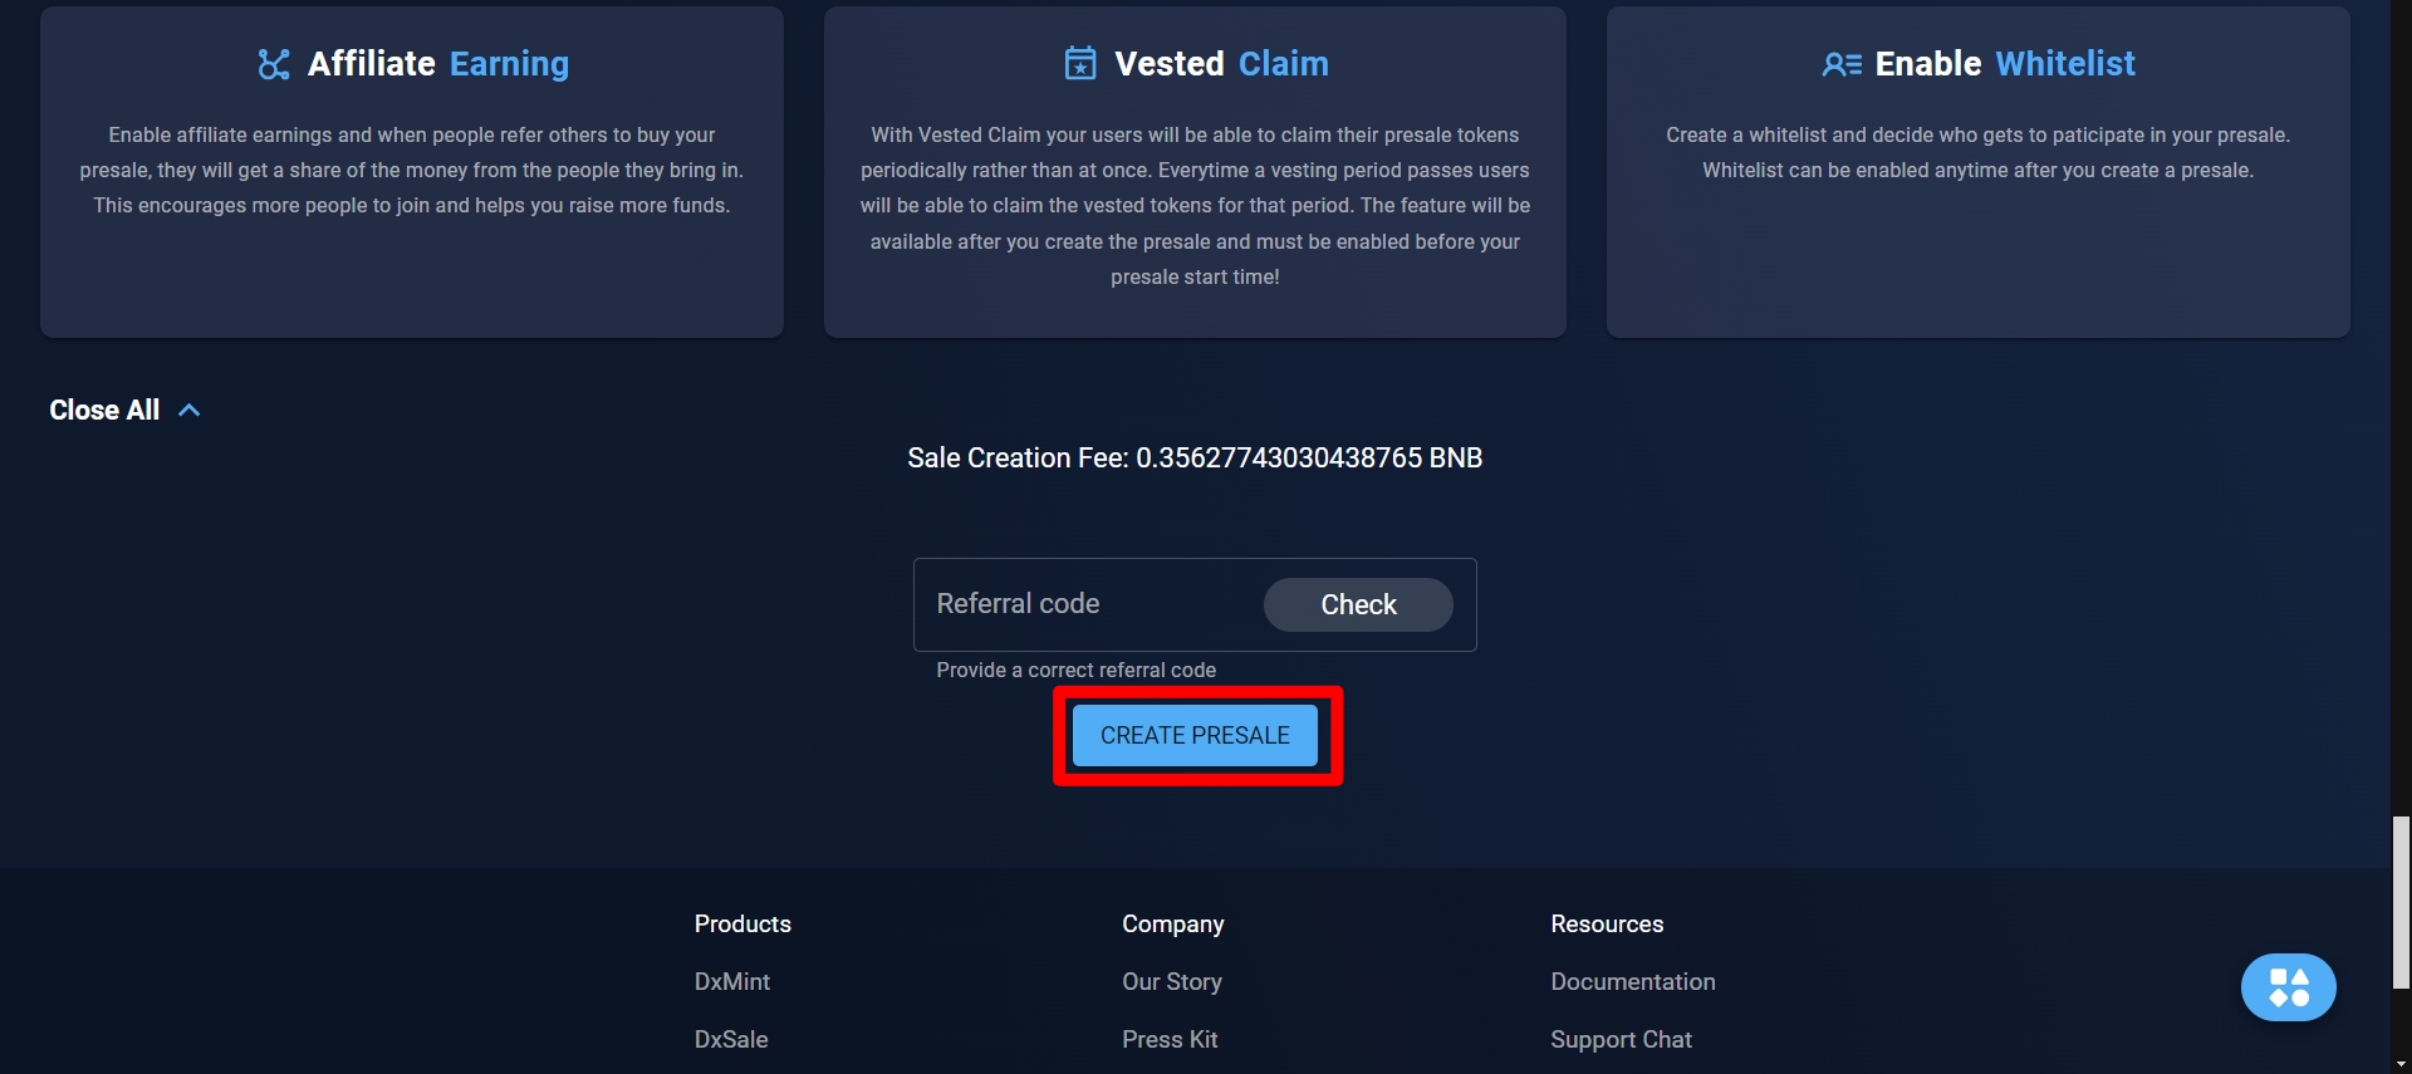 Affiliate Earning
Enable affiliate earnings and when people refer others to buy your
presale, they will get a share of the money from the people they bring in.
This encourages more people to join and helps you raise more funds.
Vested Claim
With Vested Claim your users will be able to claim their presale tokens
periodically rather than at once. Everytime a vesting period passes users
will be able to claim the vested tokens for that period. The feature will be
available after you create the presale and must be enabled before your
presale start time!
Enable Whitelist
Create a whitelist and decide who gets to paticipate in your presale.
Whitelist can be enabled anytime after you create a presale.
Close All
Sale Creation Fee: 0.35627743030438765 BNB
Referral code
Check
Provide a correct referral code
CREATE PRESALE
Products
DxMint
DxSale
Company
Our Story
Press Kit
Resources
Documentation
Support Chat